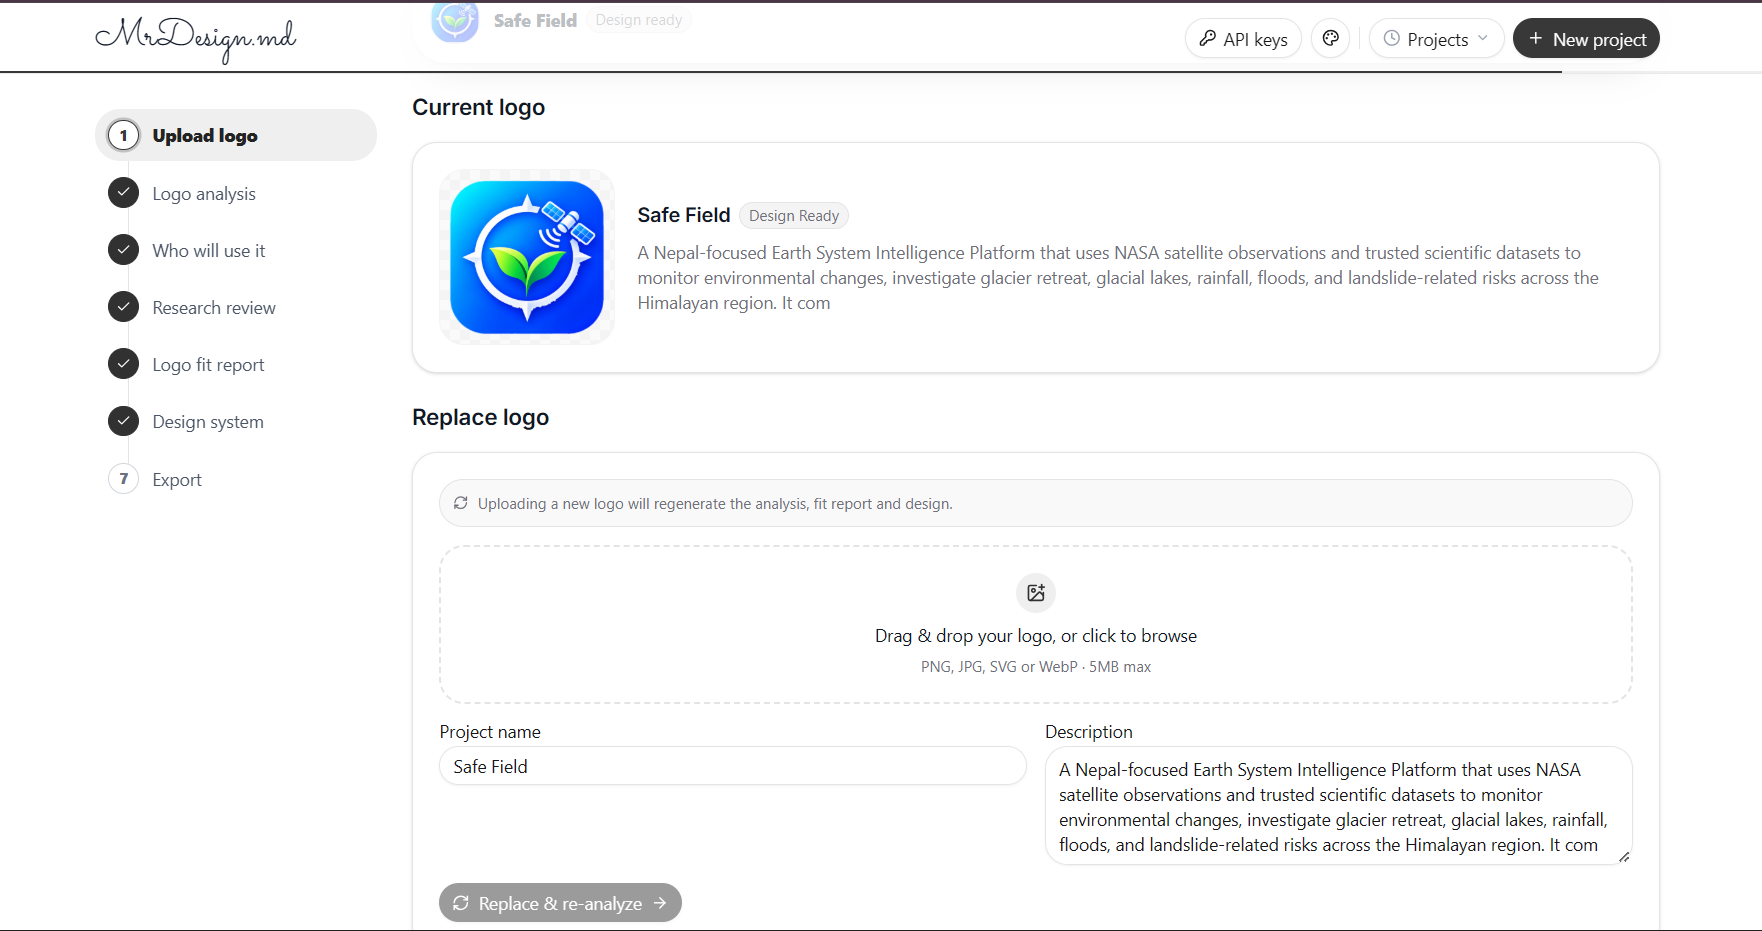 MrDesign.md
Safe Field
Design ready
API keys
Projects
New project
1
Upload logo
Logo analysis
Who will use it
Research review
Logo fit report
Design system
7
Export
Current logo
Safe Field
Design Ready
A Nepal-focused Earth System Intelligence Platform that uses NASA satellite observations and trusted scientific datasets to
monitor environmental changes, investigate glacier retreat, glacial lakes, rainfall, floods, and landslide-related risks across the
Himalayan region. It com
Replace logo
Uploading a new logo will regenerate the analysis, fit report and design.
Drag & drop your logo, or click to browse
PNG, JPG, SVG or WebP · 5MB max
Project name
Safe Field
Description
A Nepal-focused Earth System Intelligence Platform that uses NASA
satellite observations and trusted scientific datasets to monitor
environmental changes, investigate glacier retreat, glacial lakes, rainfall,
floods, and landslide-related risks across the Himalayan region. It com
Replace & re-analyze